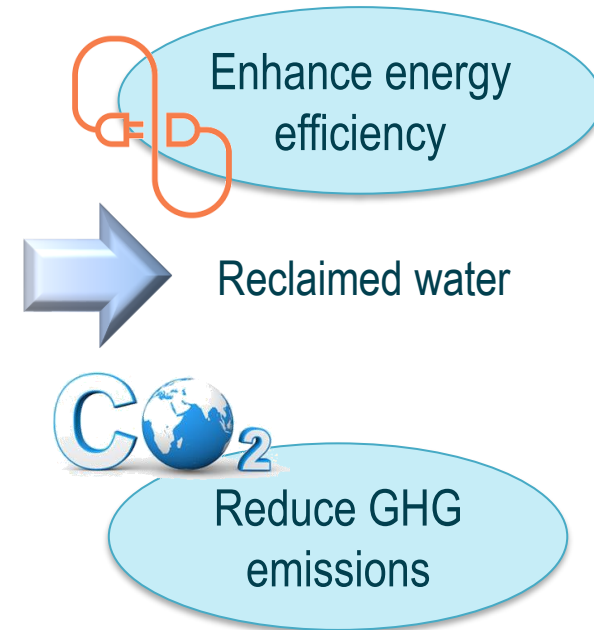 Enhance energy
efficiency
Reclaimed water
CO2
Reduce GHG
emissions